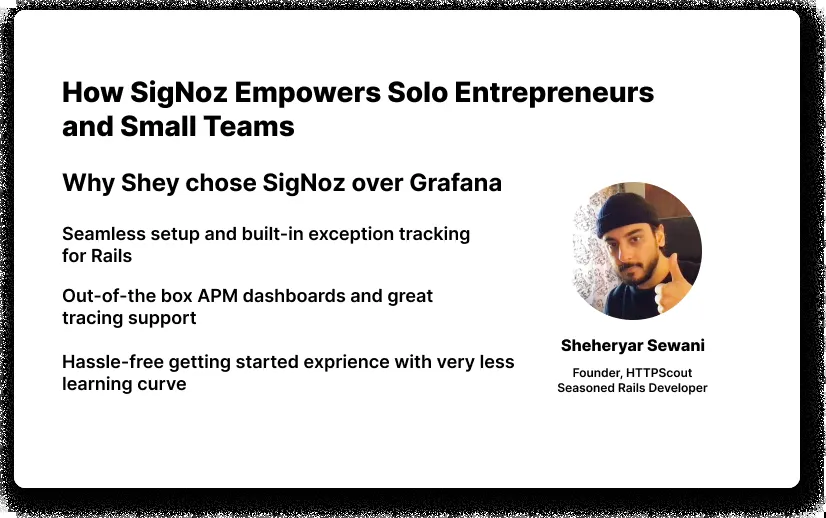 How SigNoz Empowers Solo Entrepreneurs
and Small Teams
Why Shey chose SigNoz over Grafana
Seamless setup and built-in exception tracking
for Rails
Out-of-the box APM dashboards and great
tracing support
Hassle-free getting started exprience with very less
learning curve
Sheheryar Sewani
Founder, HTTPScout
Seasoned Rails Developer